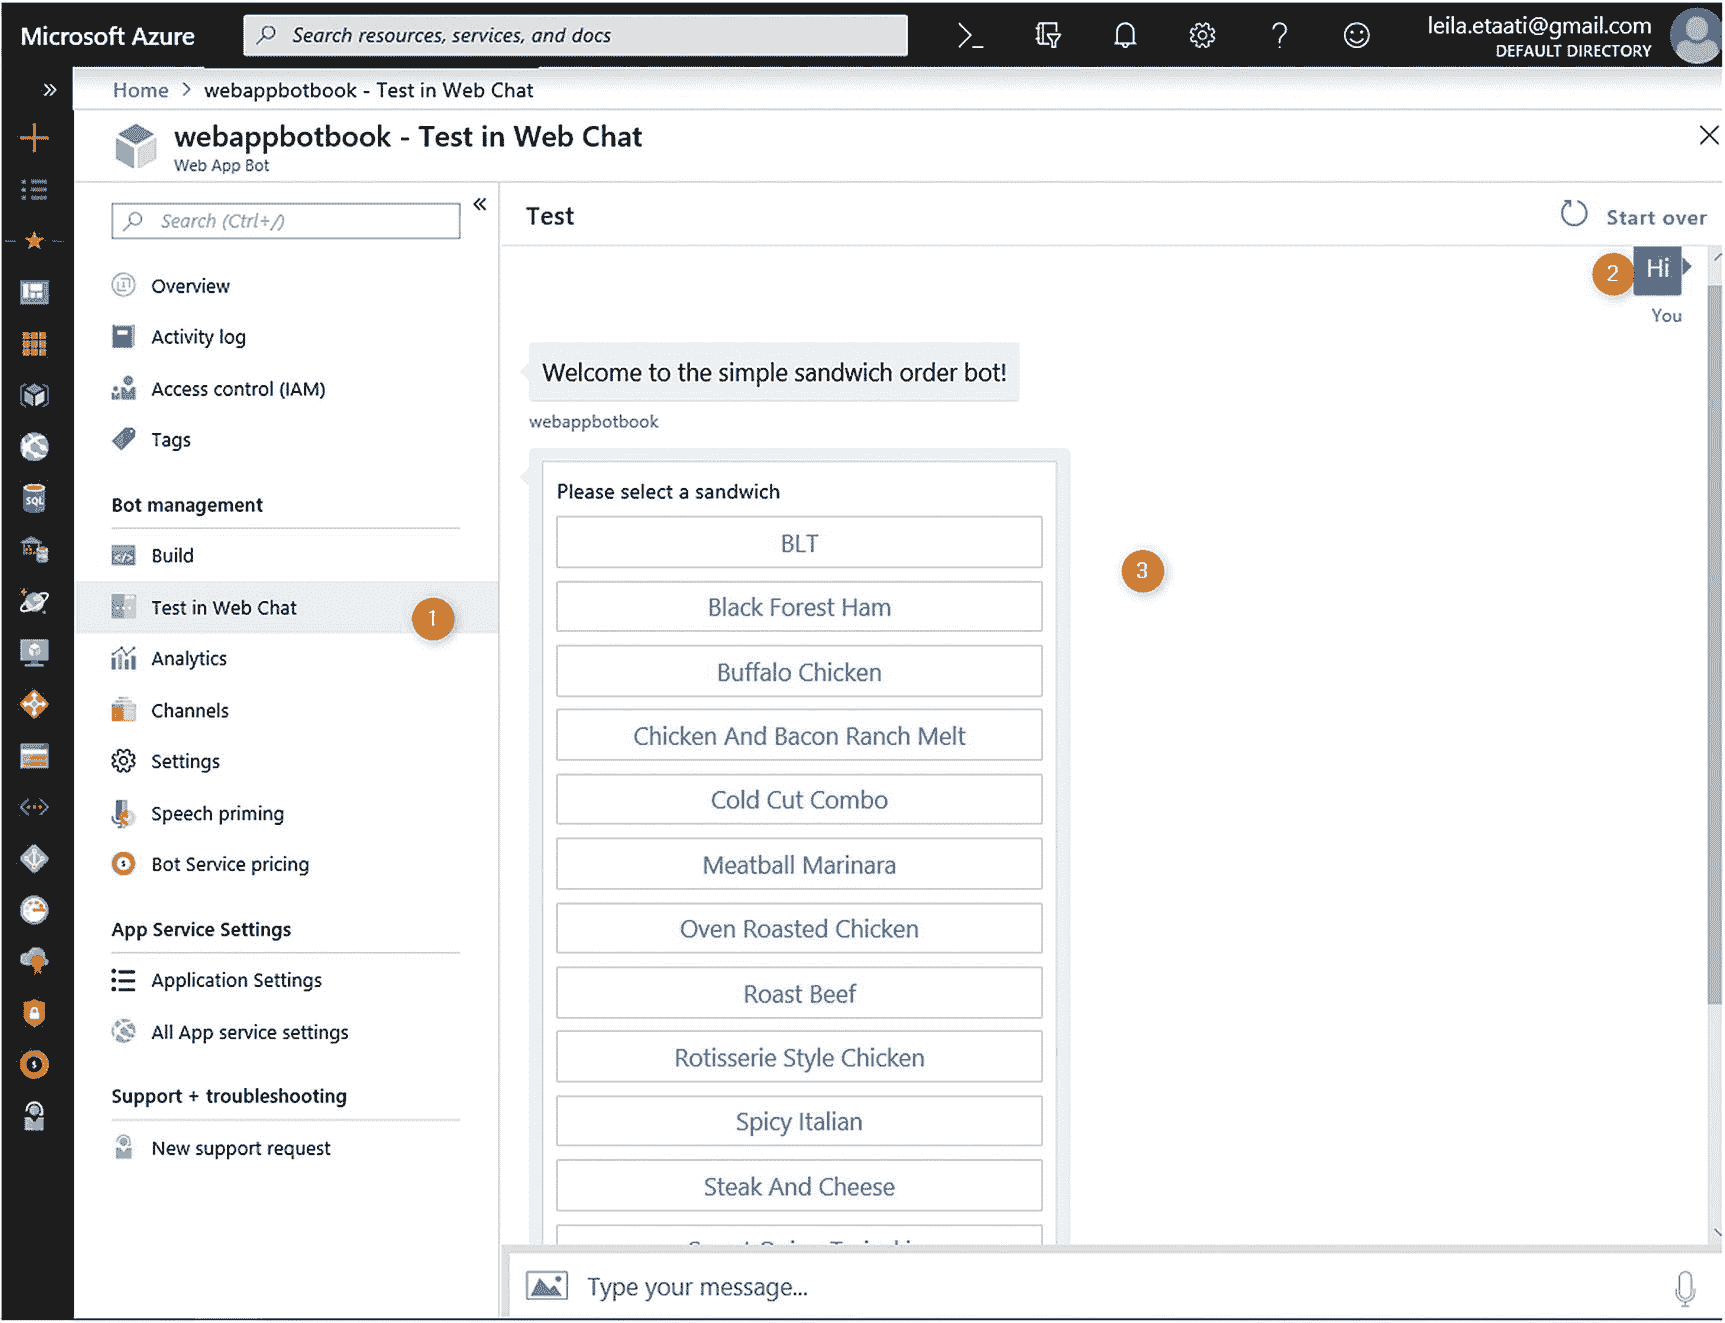 Microsoft Azure
Search resources, services, and docs
leila.etaati@gmail.com
DEFAULT DIRECTORY
Home > webappbotbook - Test in Web Chat
webappbotbook - Test in Web Chat
Web App Bot
Search (Ctrl+/)
Overview
Activity log
Access control (IAM)
Tags
Bot management
Build
Test in Web Chat
1
Analytics
Channels
Settings
Speech priming
Bot Service pricing
App Service Settings
Application Settings
All App service settings
Support + troubleshooting
New support request
Test
Start over
2
Hi
You
Welcome to the simple sandwich order bot!
webappbotbook
Please select a sandwich
BLT
3
Black Forest Ham
Buffalo Chicken
Chicken And Bacon Ranch Melt
Cold Cut Combo
Meatball Marinara
Oven Roasted Chicken
Roast Beef
Rotisserie Style Chicken
Spicy Italian
Steak And Cheese
Type your message...
SQL